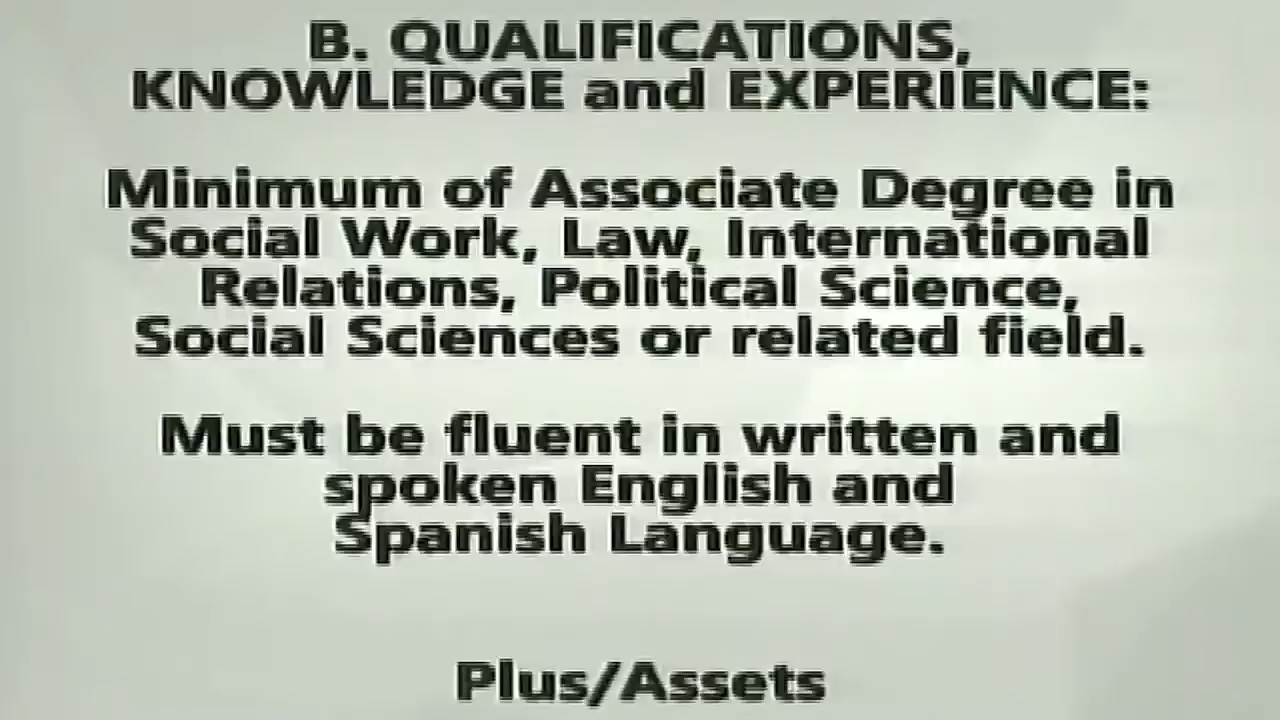 B. QUALIFICATIONS,
KNOWLEDGE and EXPERIENCE:
Minimum of Associate Degree in
Social Work, Law, International
Relations, Political Science,
Social Sciences or related field.
Must be fluent in written and
spoken English and
Spanish Language.
Plus/Assets